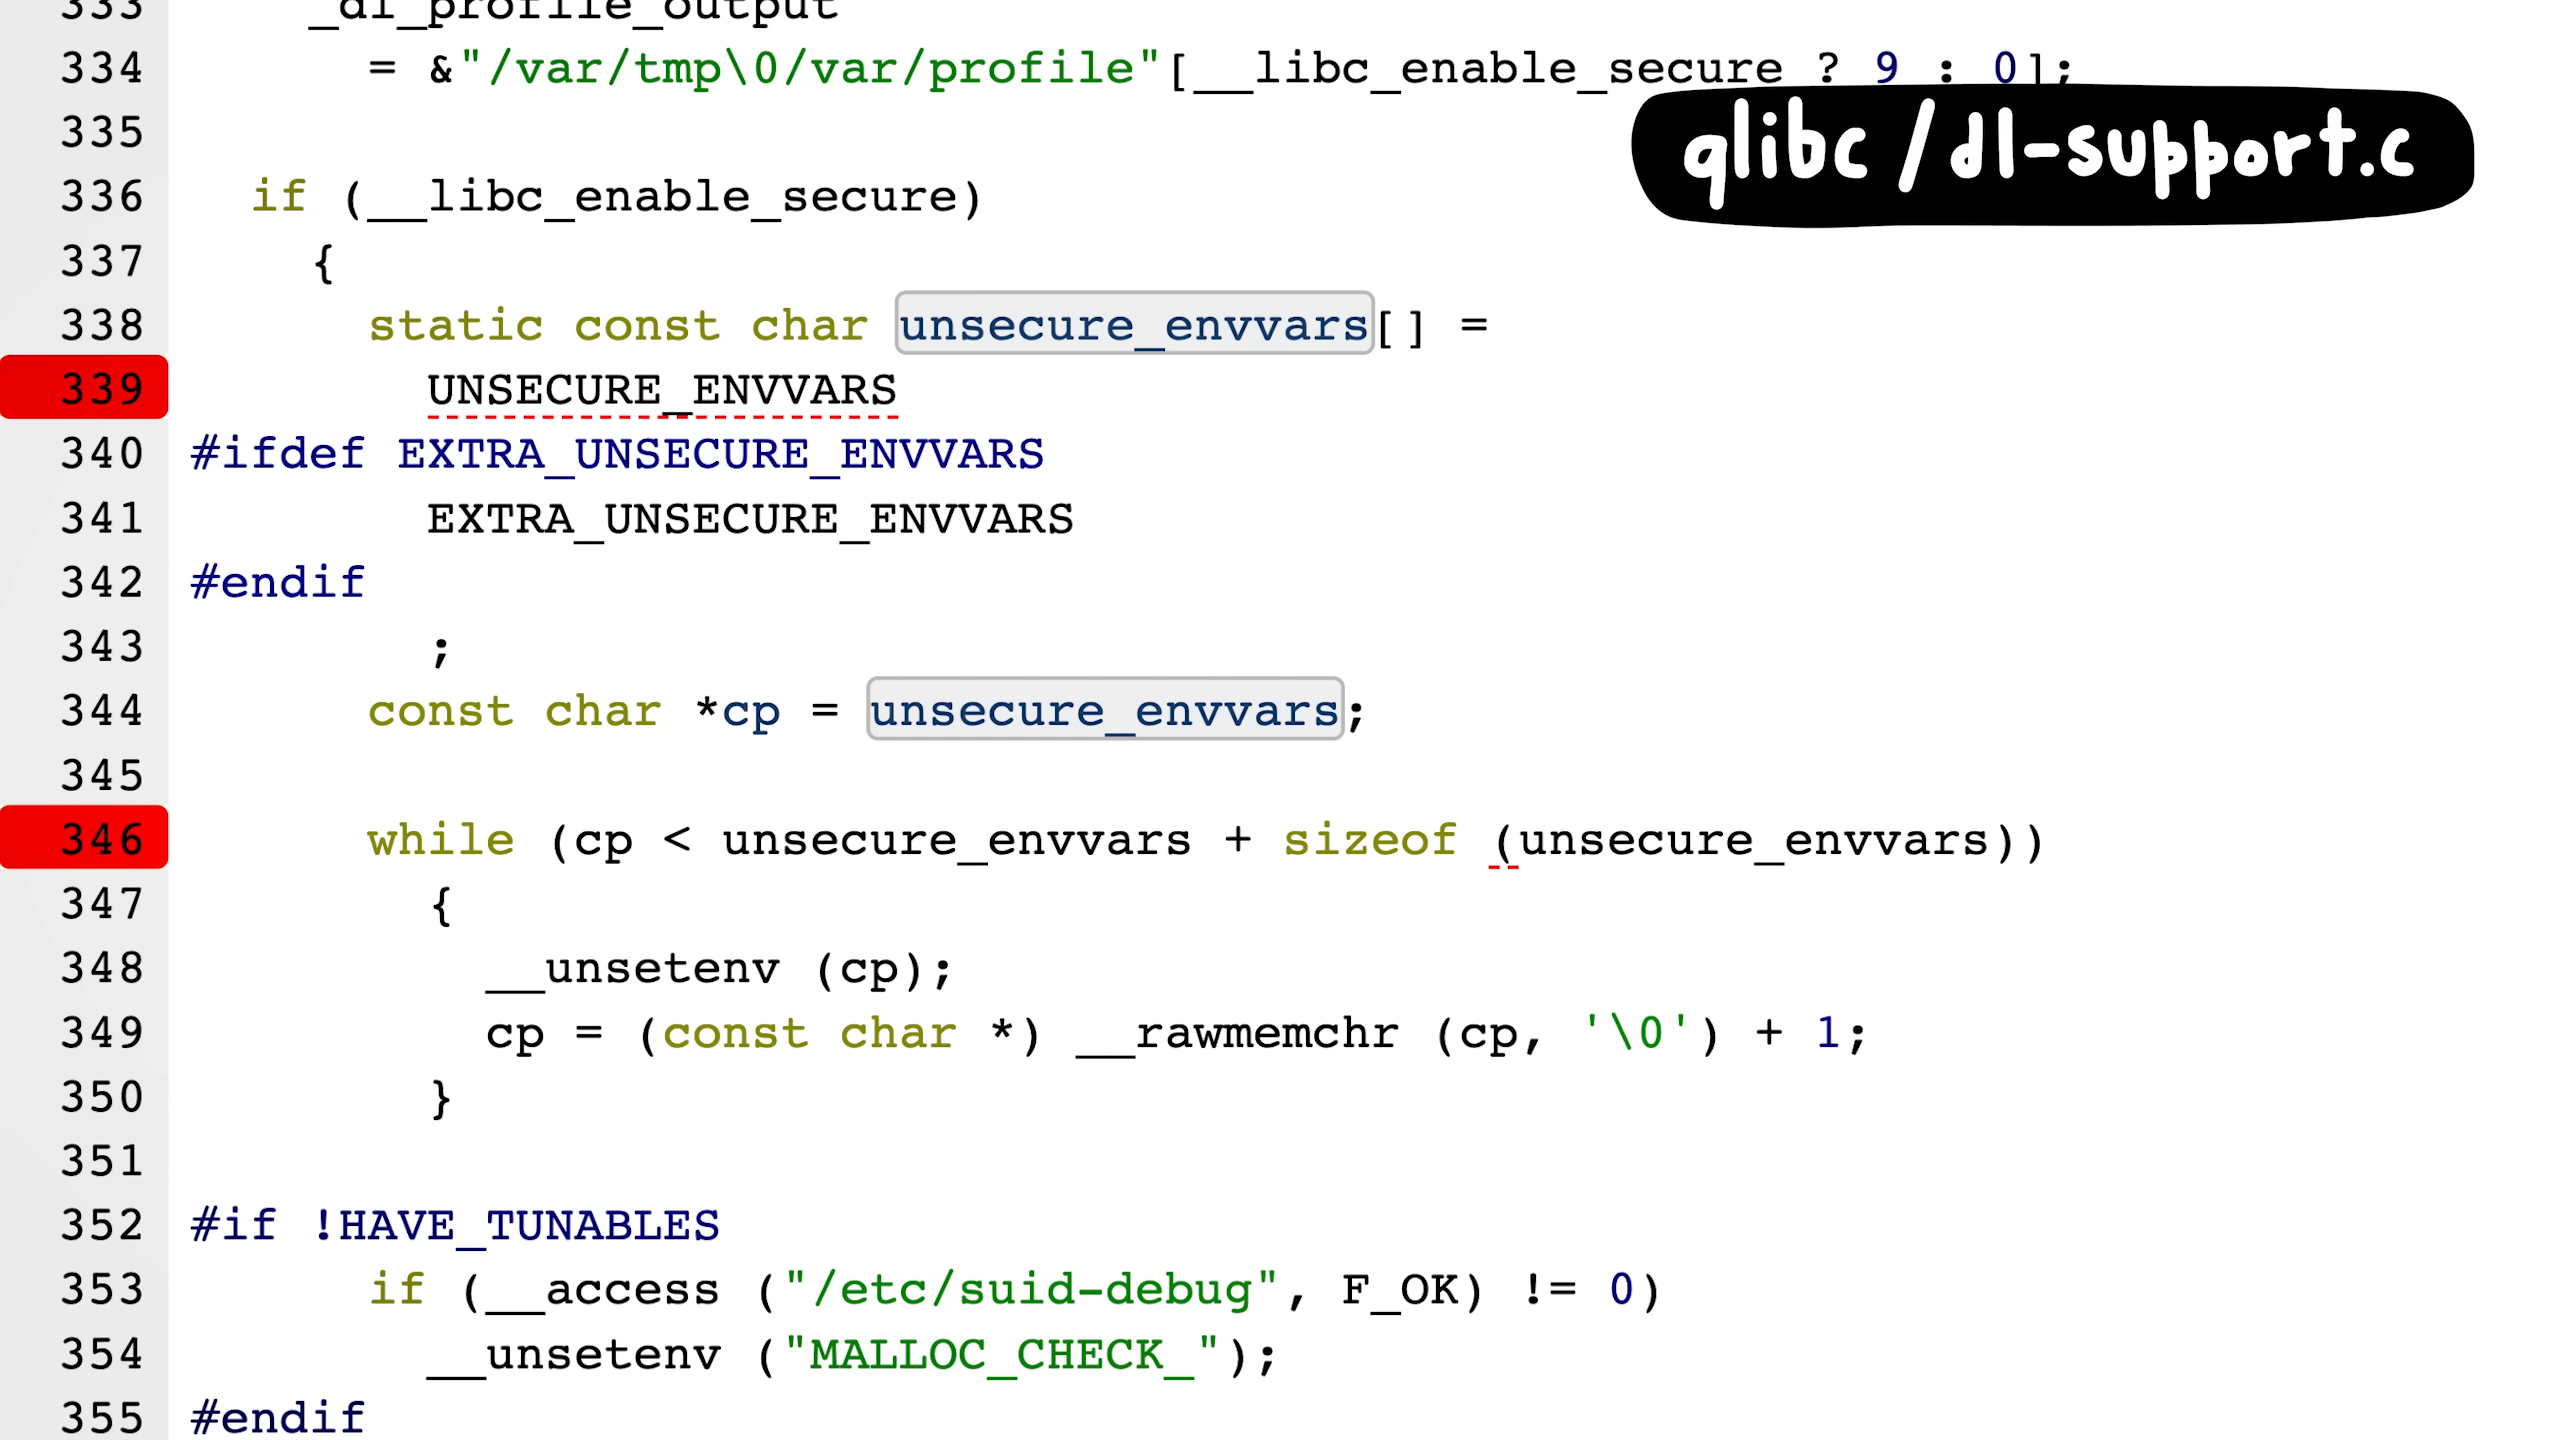 333 _dl_profile_output
334 = &"/var/tmp\0/var/profile"[__libc_enable_secure ? 9 : 0];
glibc / dl-support.c
335
336 if (__libc_enable_secure)
337 {
338 static const char unsecure_envvars[] =
339 UNSECURE_ENVVARS
340 #ifdef EXTRA_UNSECURE_ENVVARS
341 EXTRA_UNSECURE_ENVVARS
342 #endif
343 ;
344 const char *cp = unsecure_envvars;
345
346 while (cp < unsecure_envvars + sizeof (unsecure_envvars))
347 {
348 __unsetenv (cp);
349 cp = (const char *) __rawmemchr (cp, '\0') + 1;
350 }
351
352 #if !HAVE_TUNABLES
353 if (__access ("/etc/suid-debug", F_OK) != 0)
354 __unsetenv ("MALLOC_CHECK_");
355 #endif